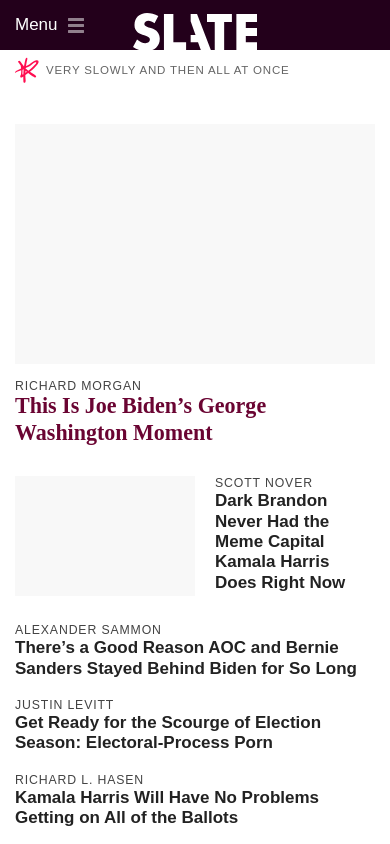 Menu
SLATE
VERY SLOWLY AND THEN ALL AT ONCE
RICHARD MORGAN
This Is Joe Biden’s George
Washington Moment
SCOTT NOVER
Dark Brandon
Never Had the
Meme Capital
Kamala Harris
Does Right Now
ALEXANDER SAMMON
There’s a Good Reason AOC and Bernie
Sanders Stayed Behind Biden for So Long
JUSTIN LEVITT
Get Ready for the Scourge of Election
Season: Electoral-Process Porn
RICHARD L. HASEN
Kamala Harris Will Have No Problems
Getting on All of the Ballots